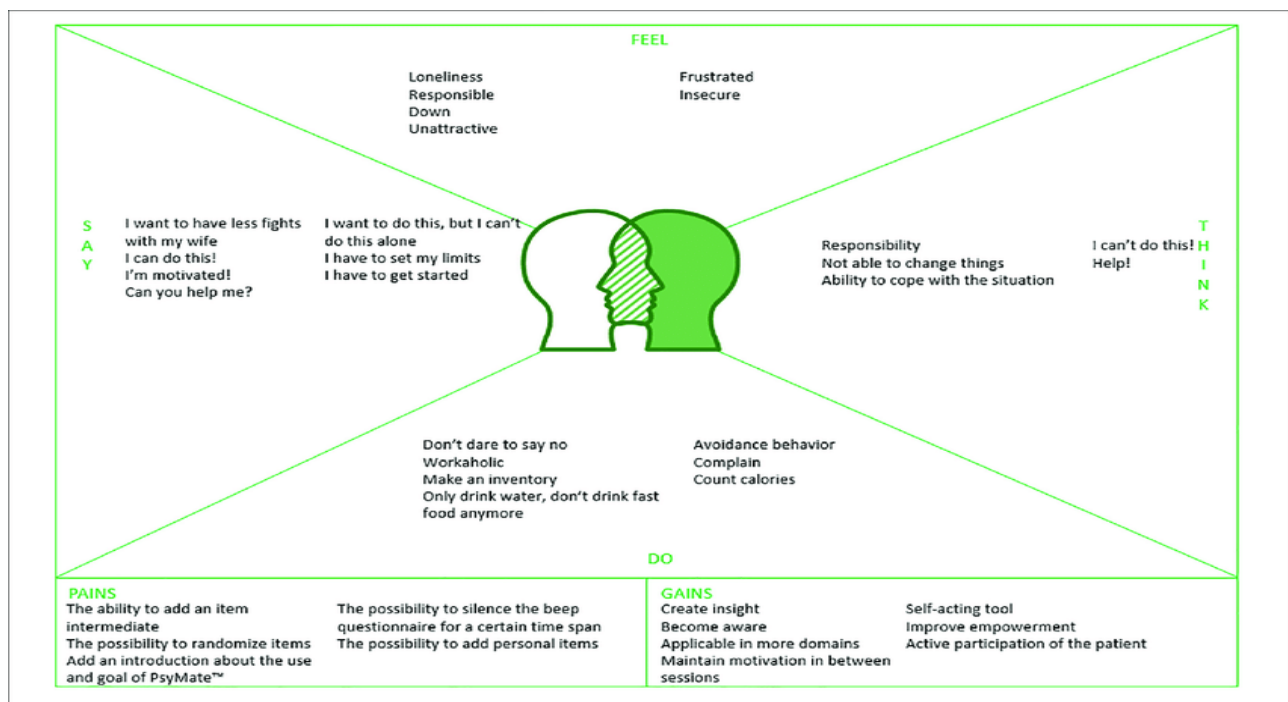 FEEL
Loneliness
Responsible
Down
Unattractive
Frustrated
Insecure
SAY
I want to have less fights
with my wife
I can do this!
I'm motivated!
Can you help me?
I want to do this, but I can't
do this alone
I have to set my limits
I have to get started
Responsibility
Not able to change things
Ability to cope with the situation
I can't do this!
Help!
THINK
Don't dare to say no
Workaholic
Make an inventory
Only drink water, don't drink fast
food anymore
Avoidance behavior
Complain
Count calories
DO
PAINS
The ability to add an item
intermediate
The possibility to randomize items
Add an introduction about the use
and goal of PsyMate™
The possibility to silence the beep
questionnaire for a certain time span
The possibility to add personal items
GAINS
Create insight
Become aware
Applicable in more domains
Maintain motivation in between
sessions
Self-acting tool
Improve empowerment
Active participation of the patient